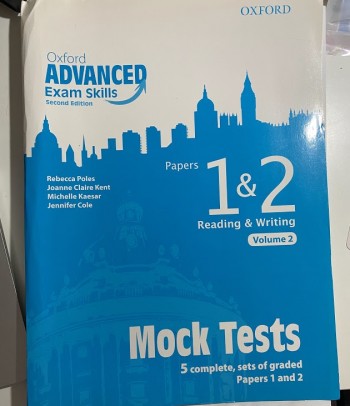 OXFORD
Oxford
ADVANCED
Exam Skills
Second Edition
Papers
1 & 2
Rebecca Poles
Joanne Claire Kent
Michelle Kaesar
Jennifer Cole
Reading & Writing
Volume 2
Mock Tests
5 complete, sets of graded
Papers 1 and 2